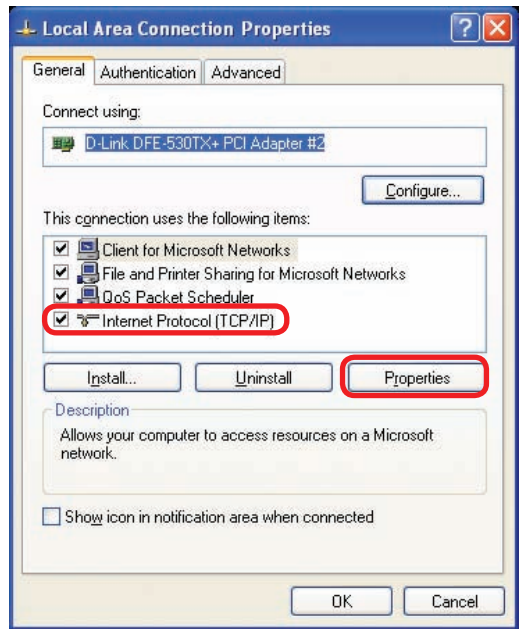 Local Area Connection Properties
General Authentication Advanced
Connect using:
D-Link DFE-530TX+ PCI Adapter #2
Configure...
This connection uses the following items:
Client for Microsoft Networks
File and Printer Sharing for Microsoft Networks
QoS Packet Scheduler
Internet Protocol (TCP/IP)
Install... Uninstall Properties
Description
Allows your computer to access resources on a Microsoft
network.
Show icon in notification area when connected
OK Cancel